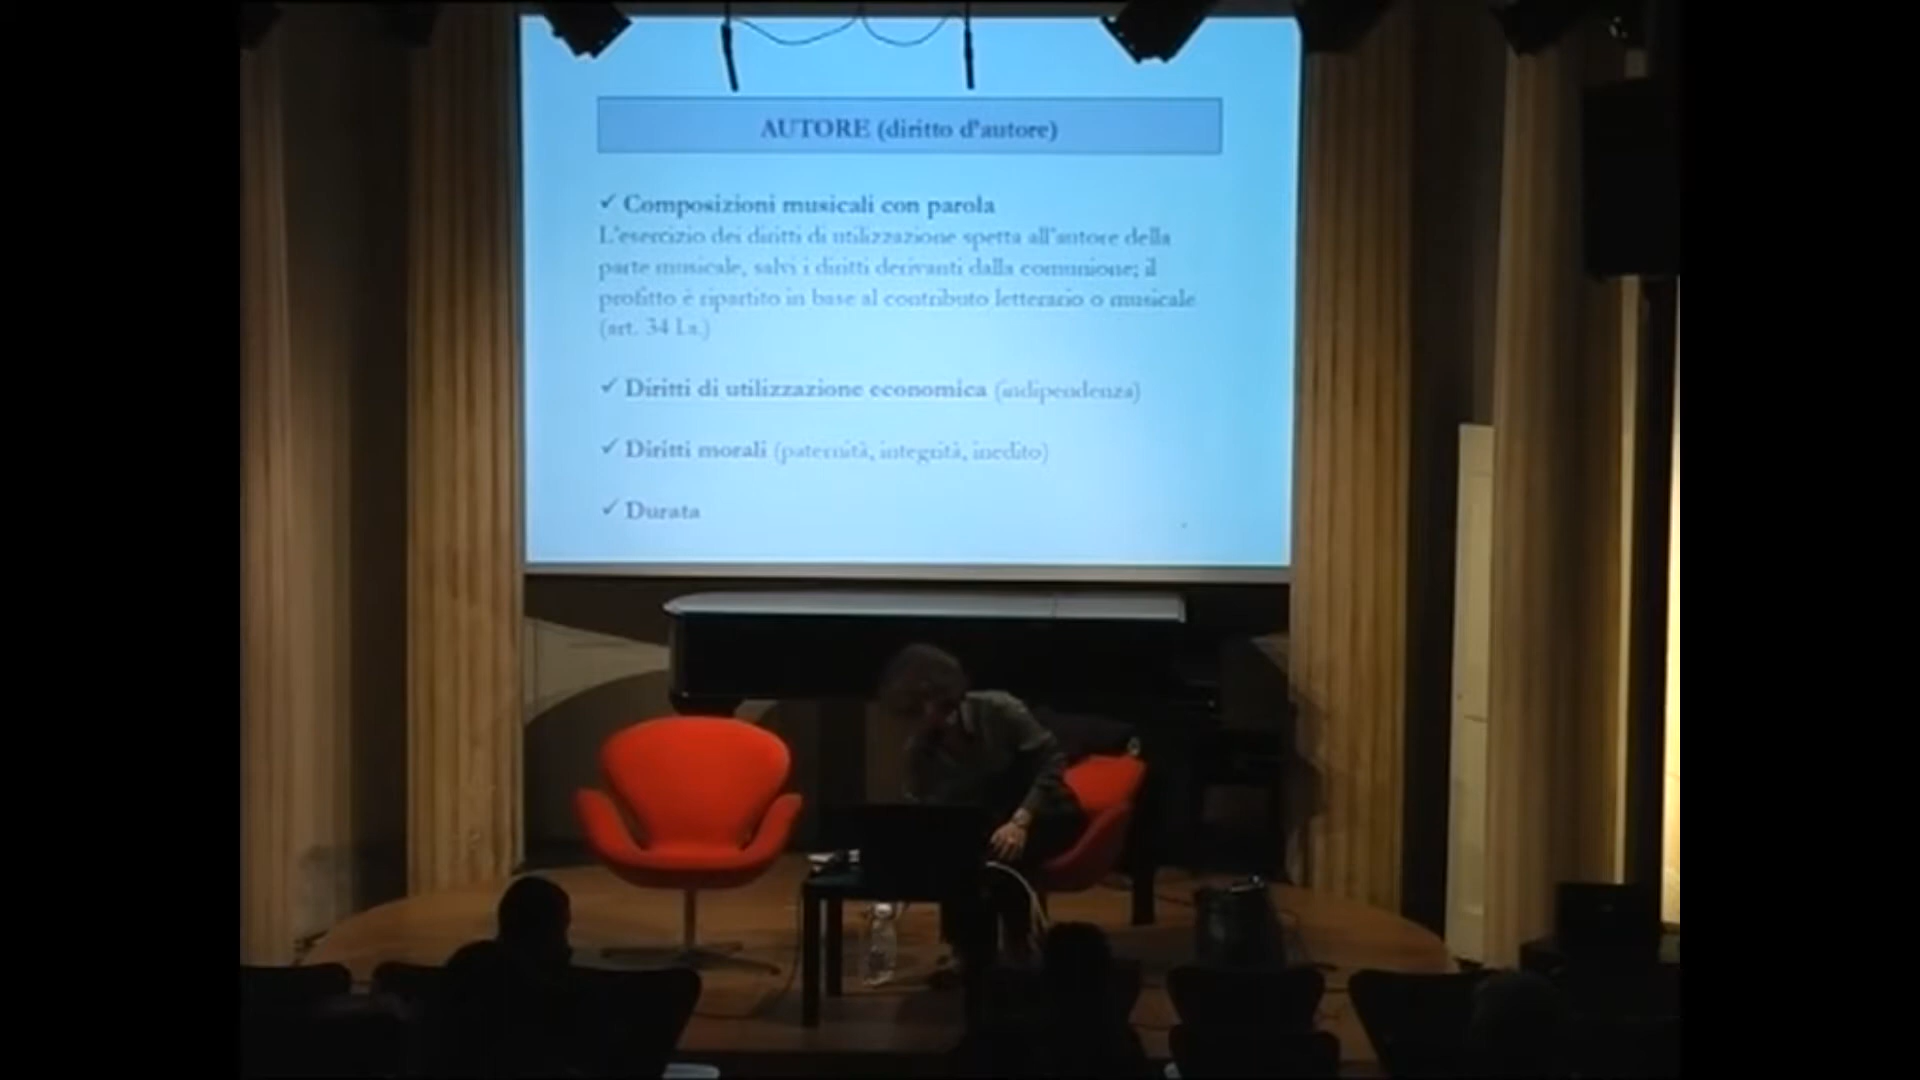 AUTORE (diritto d'autore)
✓ Composizioni musicali con parola
L'esercizio dei diritti di utilizzazione spetta all'autore della
parte musicale, salvi i diritti derivanti dalla comunione; il
profitto è ripartito in base al contributo letterario o musicale
(art. 34 l.a.)
✓ Diritti di utilizzazione economica (indipendenza)
✓ Diritti morali (paternità, integrità, inedito)
✓ Durata